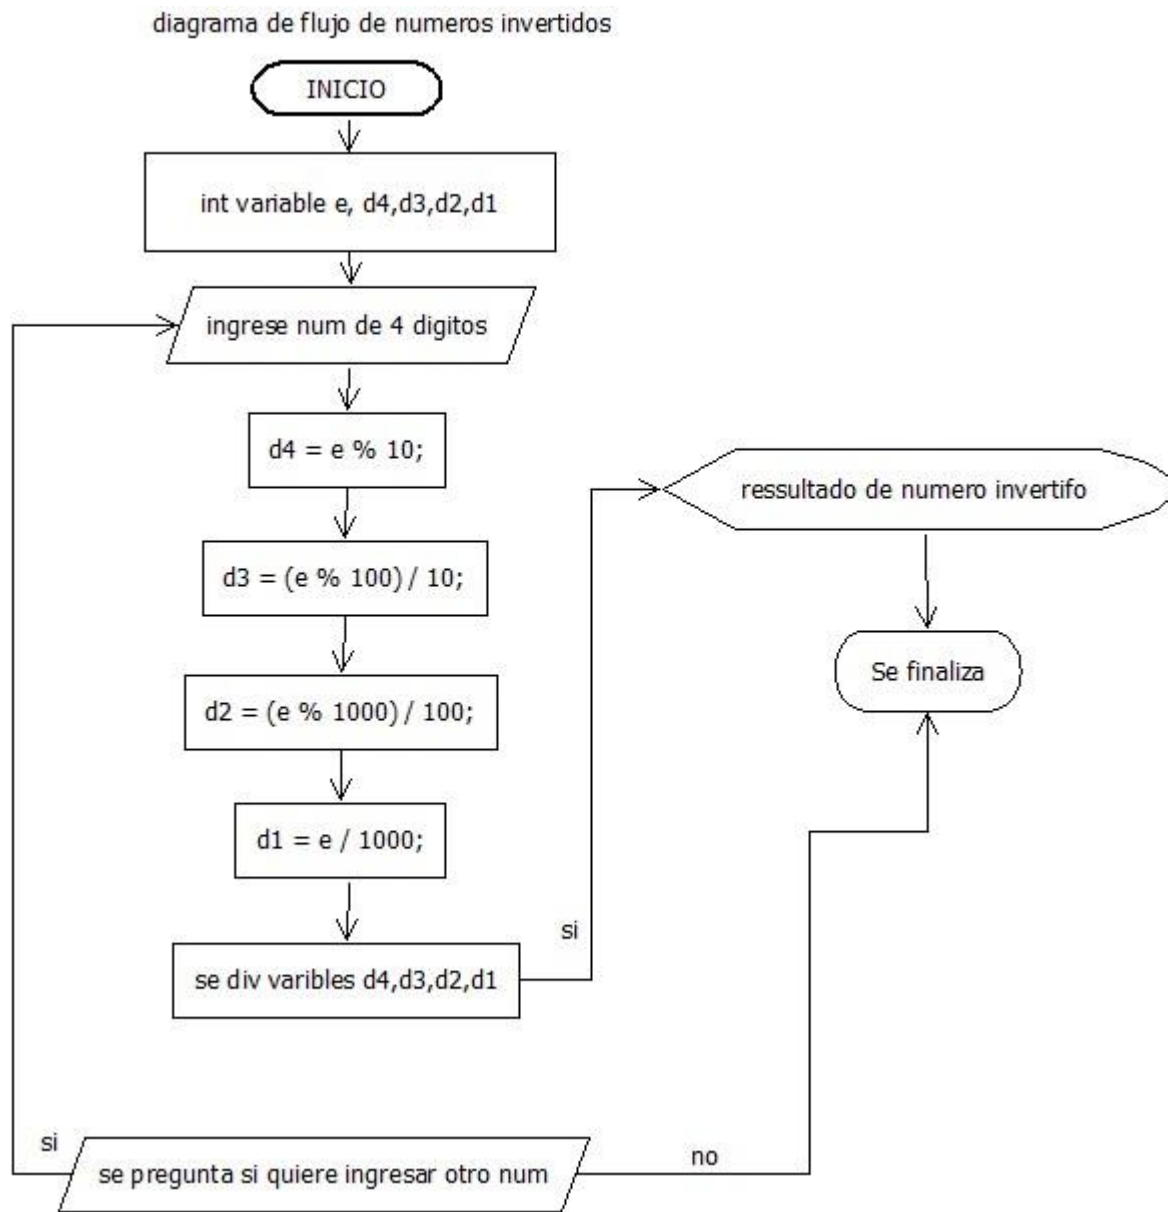 diagrama de flujo de numeros invertidos
INICIO
int variable e, d4,d3,d2,d1
ingrese num de 4 digitos
d4 = e % 10;
d3 = (e % 100) / 10;
d2 = (e % 1000) / 100;
d1 = e / 1000;
se div varibles d4,d3,d2,d1
si
ressultado de numero invertifo
Se finaliza
si
se pregunta si quiere ingresar otro num
no